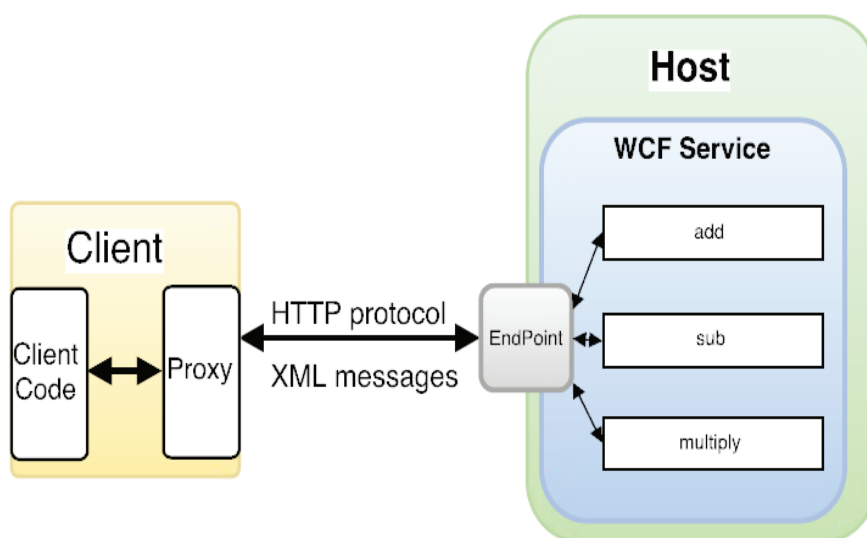 Host
WCF Service
add
Client
HTTP protocol
EndPoint
sub
Client
Code
Proxy
XML messages
multiply